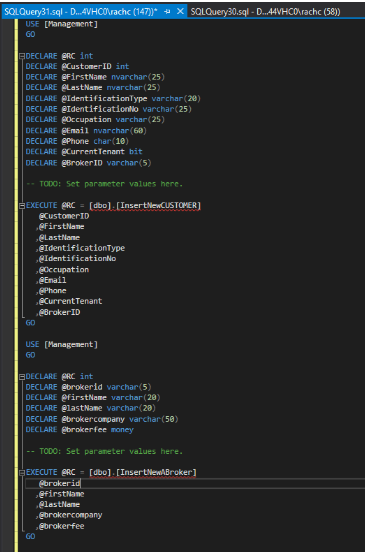 SQLQuery31.sql - D...44VHC0\rachc (147))* SQLQuery30.sql - D...44VHC0\rachc (58))
USE [Management]
GO
DECLARE @RC int
DECLARE @CustomerID int
DECLARE @FirstName nvarchar(25)
DECLARE @LastName nvarchar(25)
DECLARE @IdentificationType varchar(20)
DECLARE @IdentificationNo varchar(25)
DECLARE @Occupation varchar(25)
DECLARE @Email nvarchar(60)
DECLARE @Phone char(10)
DECLARE @CurrentTenant bit
DECLARE @BrokerID varchar(5)
-- TODO: Set parameter values here.
EXECUTE @RC = [dbo].[InsertNewCUSTOMER]
@CustomerID
,@FirstName
,@LastName
,@IdentificationType
,@IdentificationNo
,@Occupation
,@Email
,@Phone
,@CurrentTenant
,@BrokerID
GO
USE [Management]
GO
DECLARE @RC int
DECLARE @brokerid varchar(5)
DECLARE @firstName varchar(20)
DECLARE @lastName varchar(20)
DECLARE @brokercompany varchar(50)
DECLARE @brokerfee money
-- TODO: Set parameter values here.
EXECUTE @RC = [dbo].[InsertNewABroker]
@brokerid
,@firstName
,@lastName
,@brokercompany
,@brokerfee
GO